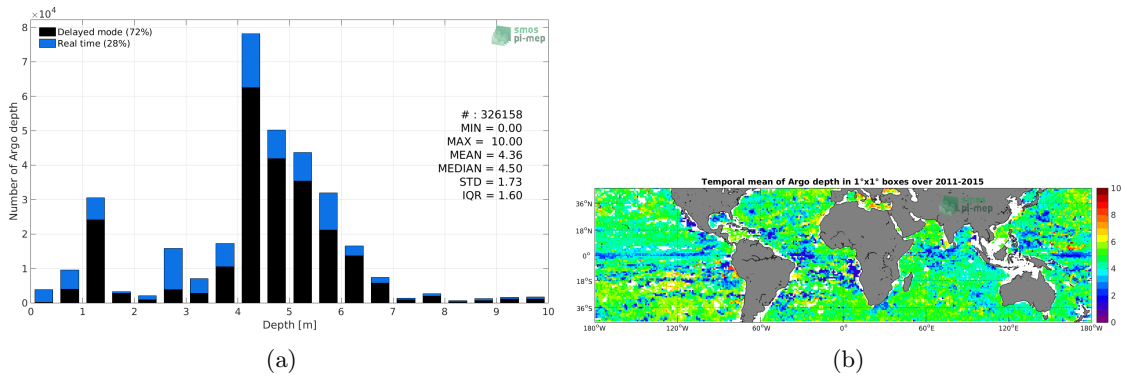 ×10⁴
8
7
6
5
4
3
2
1
0
Number of Argo depth
Delayed mode (72%)
Real time (28%)
smos
pi-mep
# : 326158
MIN = 0.00
MAX = 10.00
MEAN = 4.36
MEDIAN = 4.50
STD = 1.73
IQR = 1.60
0 1 2 3 4 5 6 7 8 9 10
Depth [m]
(a)
Temporal mean of Argo depth in 1°x1° boxes over 2011-2015
smos
pi-mep
36°N
18°N
0°
18°S
36°S
180°W 120°W 60°W 0° 60°E 120°E 180°W
10
8
6
4
2
0
(b)